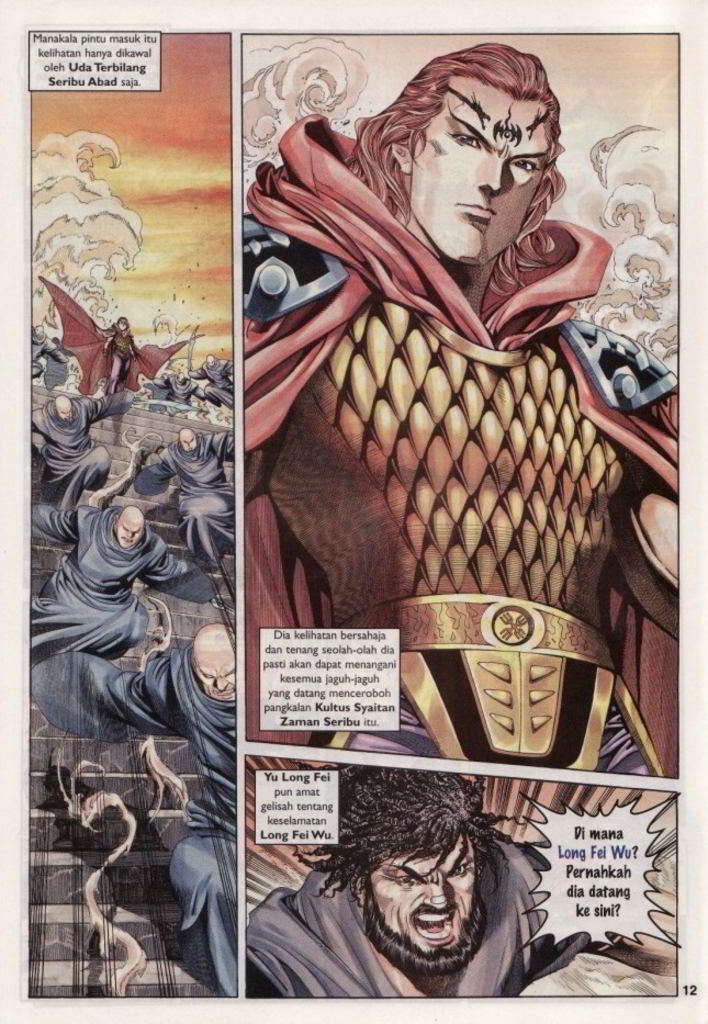 Manakala pintu masuk itu
kelihatan hanya dikawal
oleh Uda Terbilang
Seribu Abad saja.
Dia kelihatan bersahaja
dan tenang seolah-olah dia
pasti akan dapat menangani
kesemua jaguh-jaguh
yang datang menceroboh
pangkalan Kultus Syaitan
Zaman Seribu itu.
Yu Long Fei
pun amat
gelisah tentang
keselamatan
Long Fei Wu.
Di mana
Long Fei Wu?
Pernahkah
dia datang
ke sini?
12